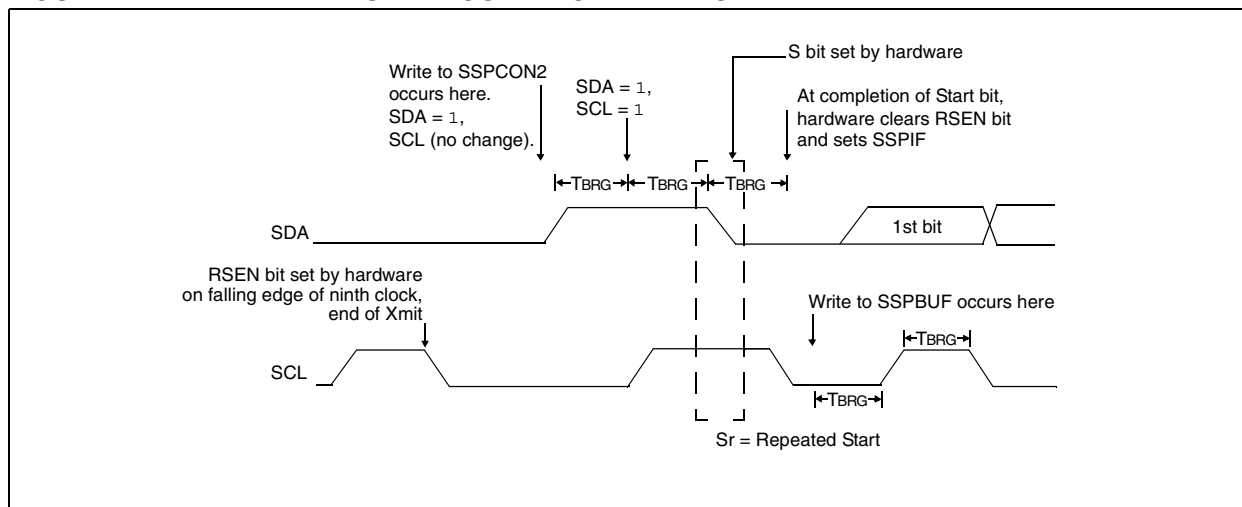 S bit set by hardware
Write to SSPCON2
occurs here.
SDA = 1,
SCL (no change).
SDA = 1,
SCL = 1
At completion of Start bit,
hardware clears RSEN bit
and sets SSPIF
TBRG
TBRG
TBRG
SDA
1st bit
RSEN bit set by hardware
on falling edge of ninth clock,
end of Xmit
Write to SSPBUF occurs here
TBRG
SCL
TBRG
Sr = Repeated Start